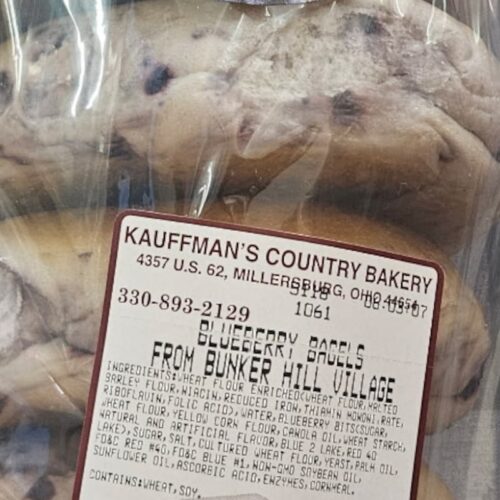 KAUFFMAN'S COUNTRY BAKERY
4357 U.S. 62, MILLERSBURG, OHIO 44654
330-893-2129
1061
BLUEBERRY BAGELS
FROM BUNKER HILL VILLAGE
INGREDIENTS:WHEAT FLOUR ENRICHED(WHEAT FLOUR,MALTED
BARLEY FLOUR,NIACIN,REDUCED IRON,THIAMIN MONONI,RATE,
RIBOFLAVIN,FOLIC ACID),WATER,BLUEBERRY BITS(SUGAR,
WHEAT FLOUR,YELLOW CORN FLOUR,CANOLA OIL,WHEAT STARCH,
NATURAL AND ARTIFICIAL FLAVOR,BLUE 2 LAKE,RED 40
LAKE),SUGAR,SALT,CULTURED WHEAT FLOUR,YEAST,PALM OIL,
FD&C RED #40,FD&C BLUE #1,NON-GMO SOYBEAN OIL,
SUNFLOWER OIL,ASCORBIC ACID,ENZYMES,CORNMEAL
CONTAINS:WHEAT,SOY